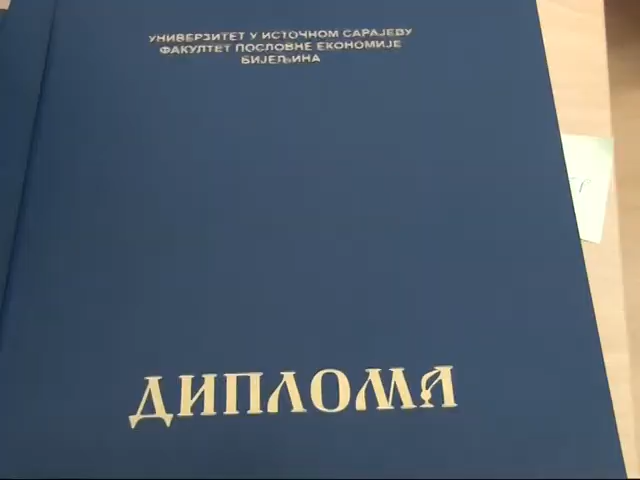 УНИВЕРЗИТЕТ У ИСТОЧНОМ САРАЈЕВУ
ФАКУЛТЕТ ПОСЛОВНЕ ЕКОНОМИЈЕ
БИЈЕЉИНА
ДИПЛОМА